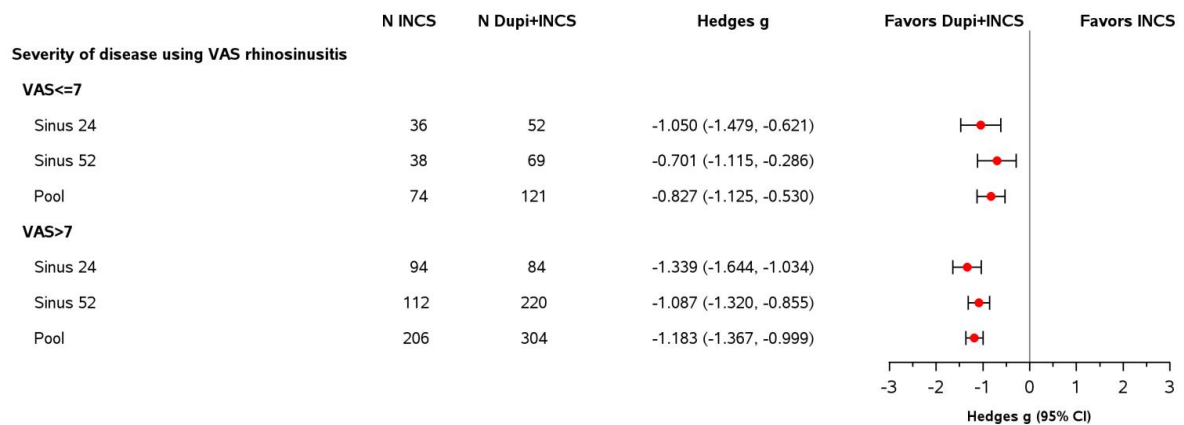 N INCS N Dupi+INCS Hedges g Favors Dupi+INCS Favors INCS
Severity of disease using VAS rhinosinusitis
VAS<=7
Sinus 24 36 52 -1.050 (-1.479, -0.621)
Sinus 52 38 69 -0.701 (-1.115, -0.286)
Pool 74 121 -0.827 (-1.125, -0.530)
VAS>7
Sinus 24 94 84 -1.339 (-1.644, -1.034)
Sinus 52 112 220 -1.087 (-1.320, -0.855)
Pool 206 304 -1.183 (-1.367, -0.999)
-3 -2 -1 0 1 2 3
Hedges g (95% CI)